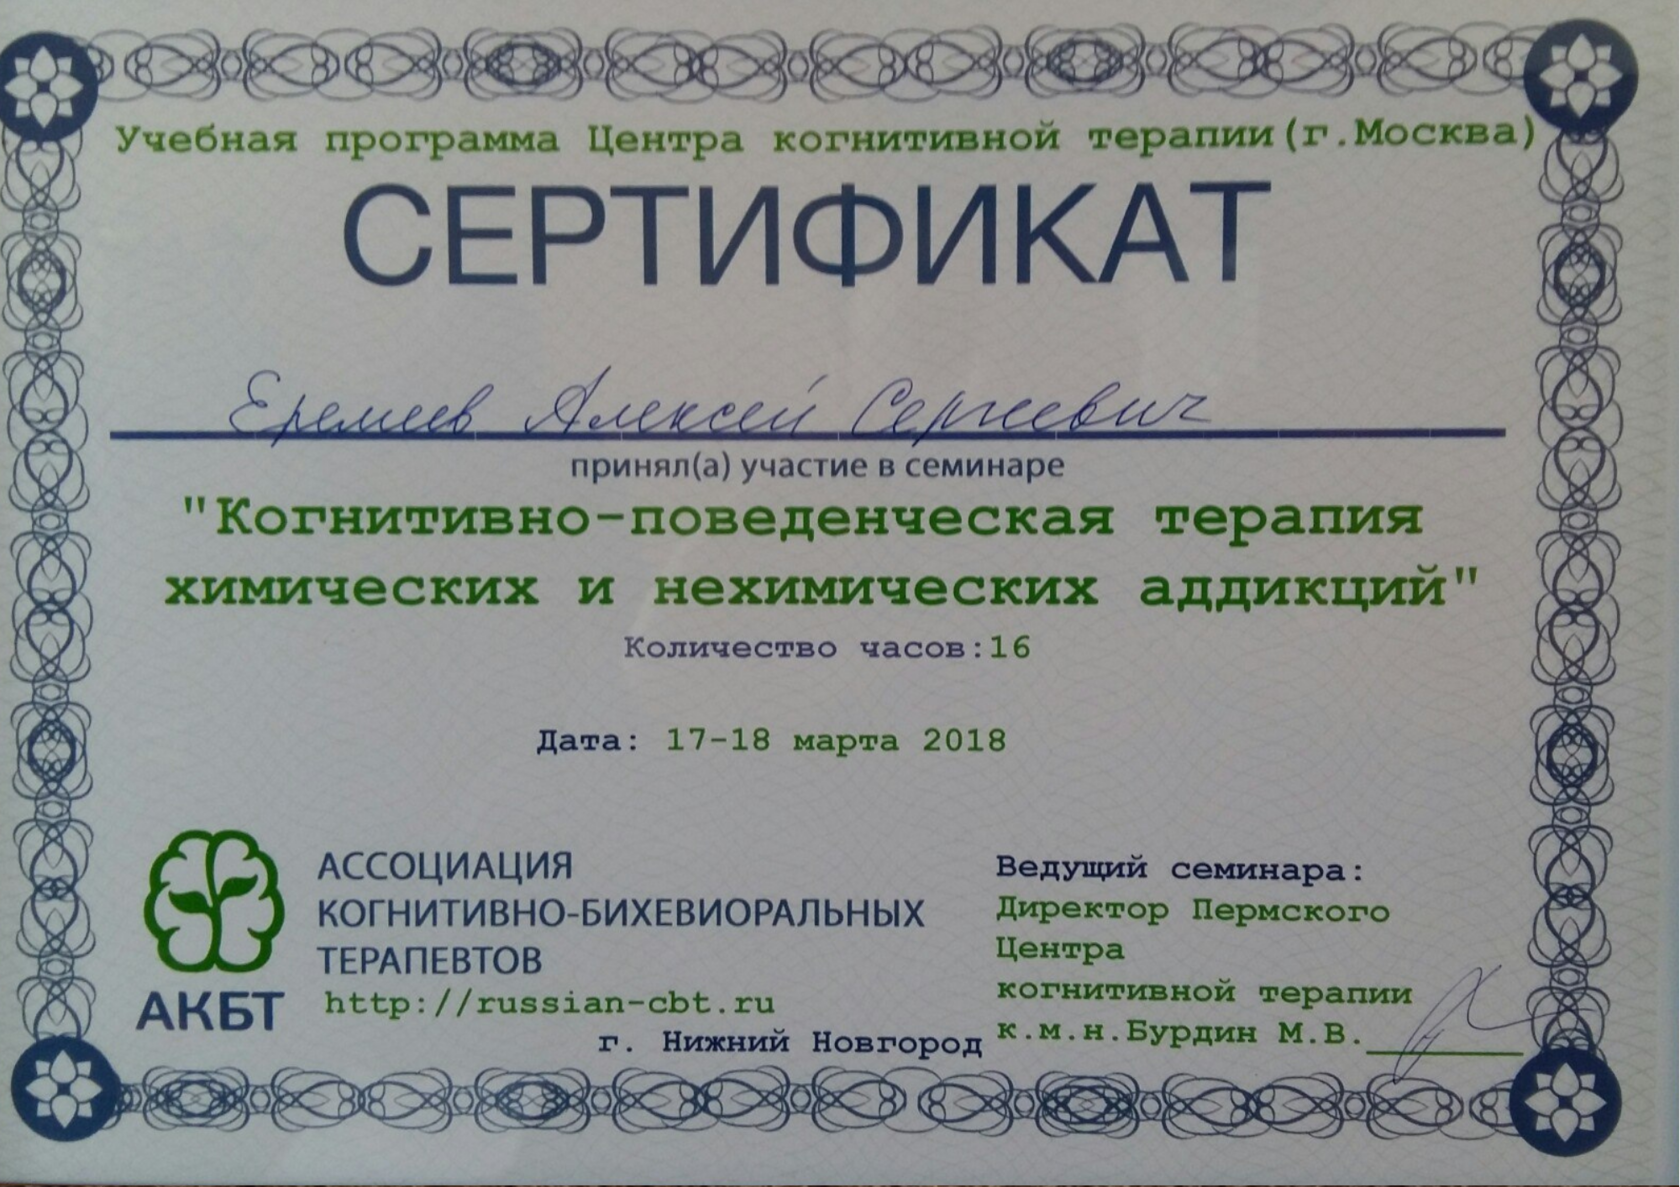 Учебная программа Центра когнитивной терапии(г.Москва)
СЕРТИФИКАТ
Еремеев Алексей Сергеевич
принял(а) участие в семинаре
"Когнитивно-поведенческая терапия
химических и нехимических аддикций"
Количество часов:16
Дата: 17-18 марта 2018
АССОЦИАЦИЯ
КОГНИТИВНО-БИХЕВИОРАЛЬНЫХ
ТЕРАПЕВТОВ
АКБТ
http://russian-cbt.ru
г. Нижний Новгород
Ведущий семинара:
Директор Пермского
Центра
когнитивной терапии
к.м.н.Бурдин М.В.